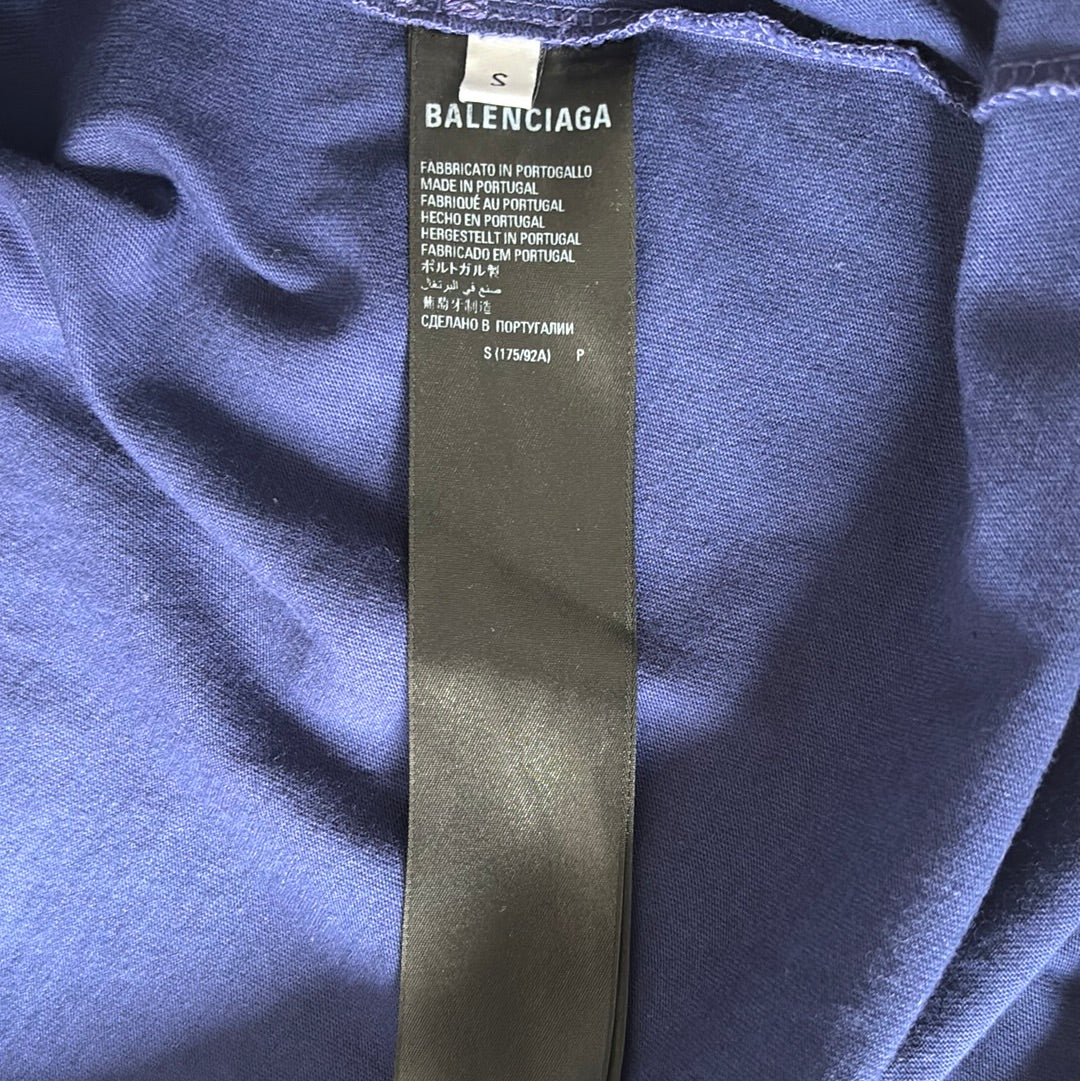 S
BALENCIAGA
FABBRICATO IN PORTOGALLO
MADE IN PORTUGAL
FABRIQUÉ AU PORTUGAL
HECHO EN PORTUGAL
HERGESTELLT IN PORTUGAL
FABRICADO EM PORTUGAL
ポルトガル製
صنع في البرتغال
葡萄牙制造
СДЕЛАНО В ПОРТУГАЛИИ
S (175/92A) P